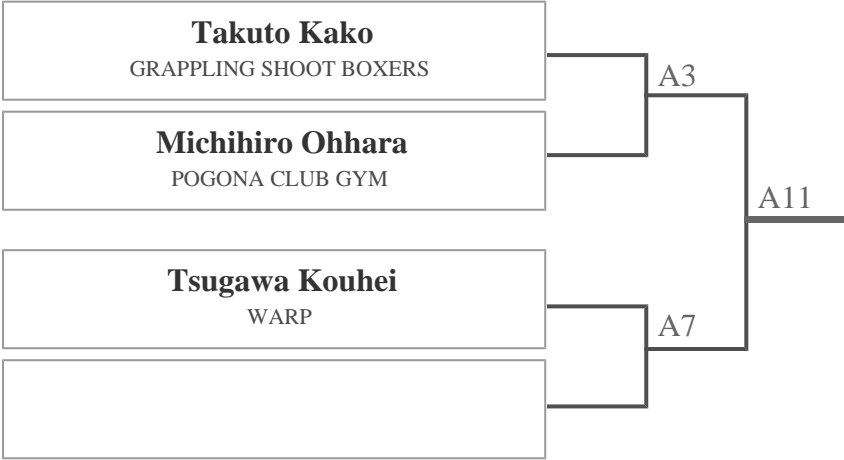 Takuto Kako
GRAPPLING SHOOT BOXERS
A3
Michihiro Ohhara
POGONA CLUB GYM
A11
Tsugawa Kouhei
WARP
A7